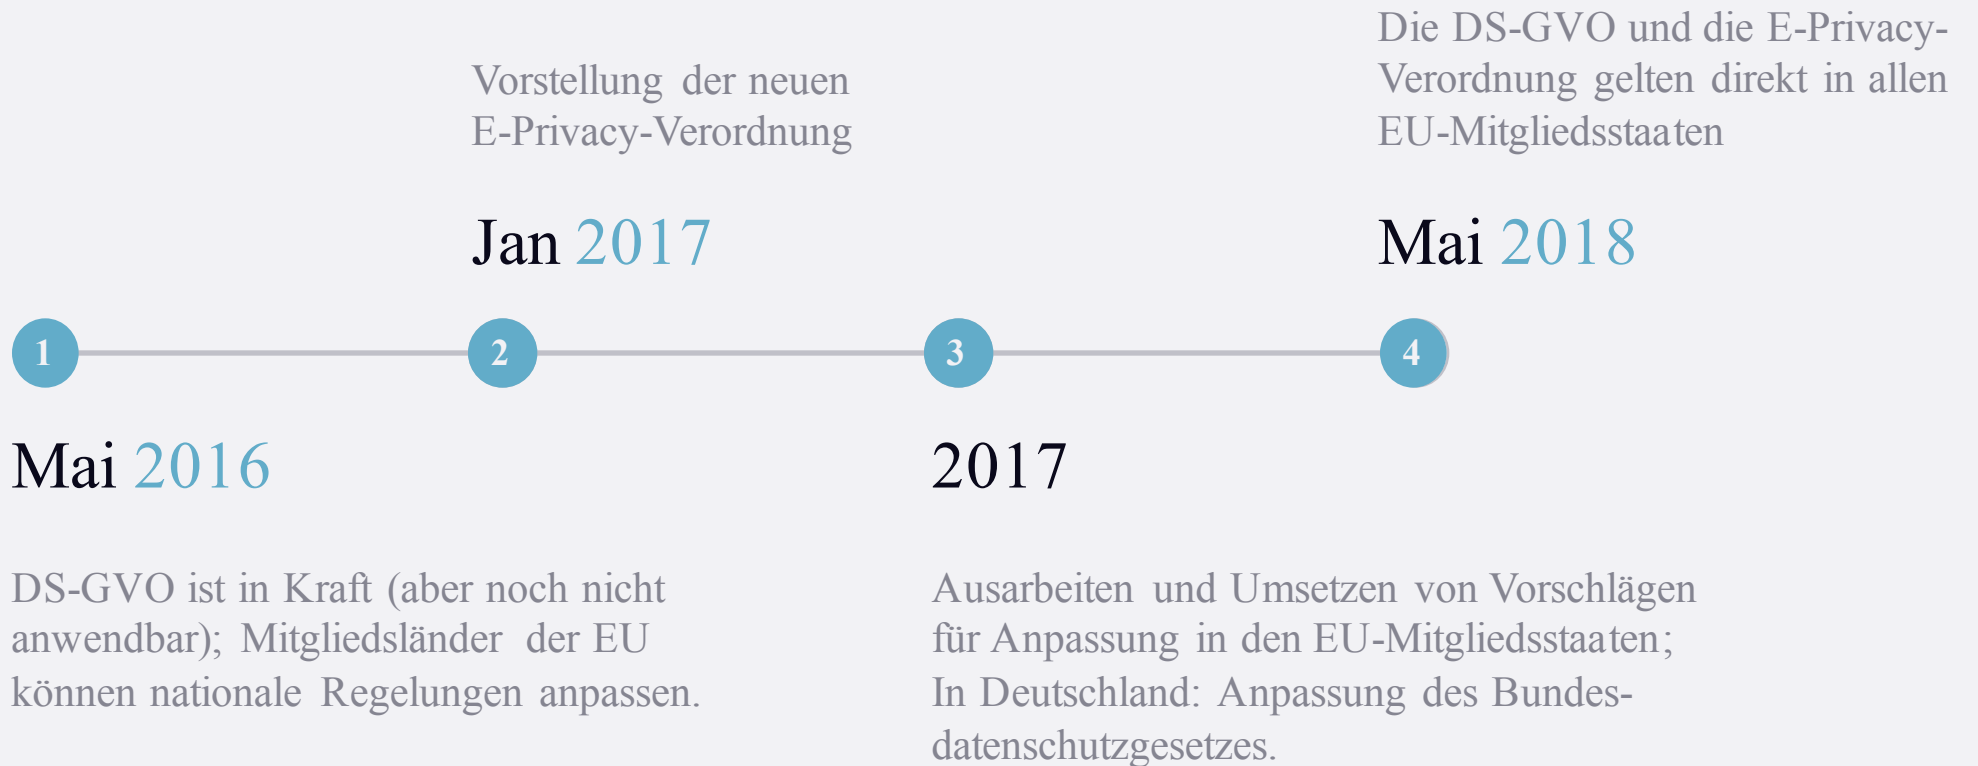 Vorstellung der neuen
E-Privacy-Verordnung
Jan 2017
Die DS-GVO und die E-Privacy-
Verordnung gelten direkt in allen
EU-Mitgliedsstaaten
Mai 2018
1
2
3
4
Mai 2016
DS-GVO ist in Kraft (aber noch nicht
anwendbar); Mitgliedsländer der EU
können nationale Regelungen anpassen.
2017
Ausarbeiten und Umsetzen von Vorschlägen
für Anpassung in den EU-Mitgliedsstaaten;
In Deutschland: Anpassung des Bundes-
datenschutzgesetzes.